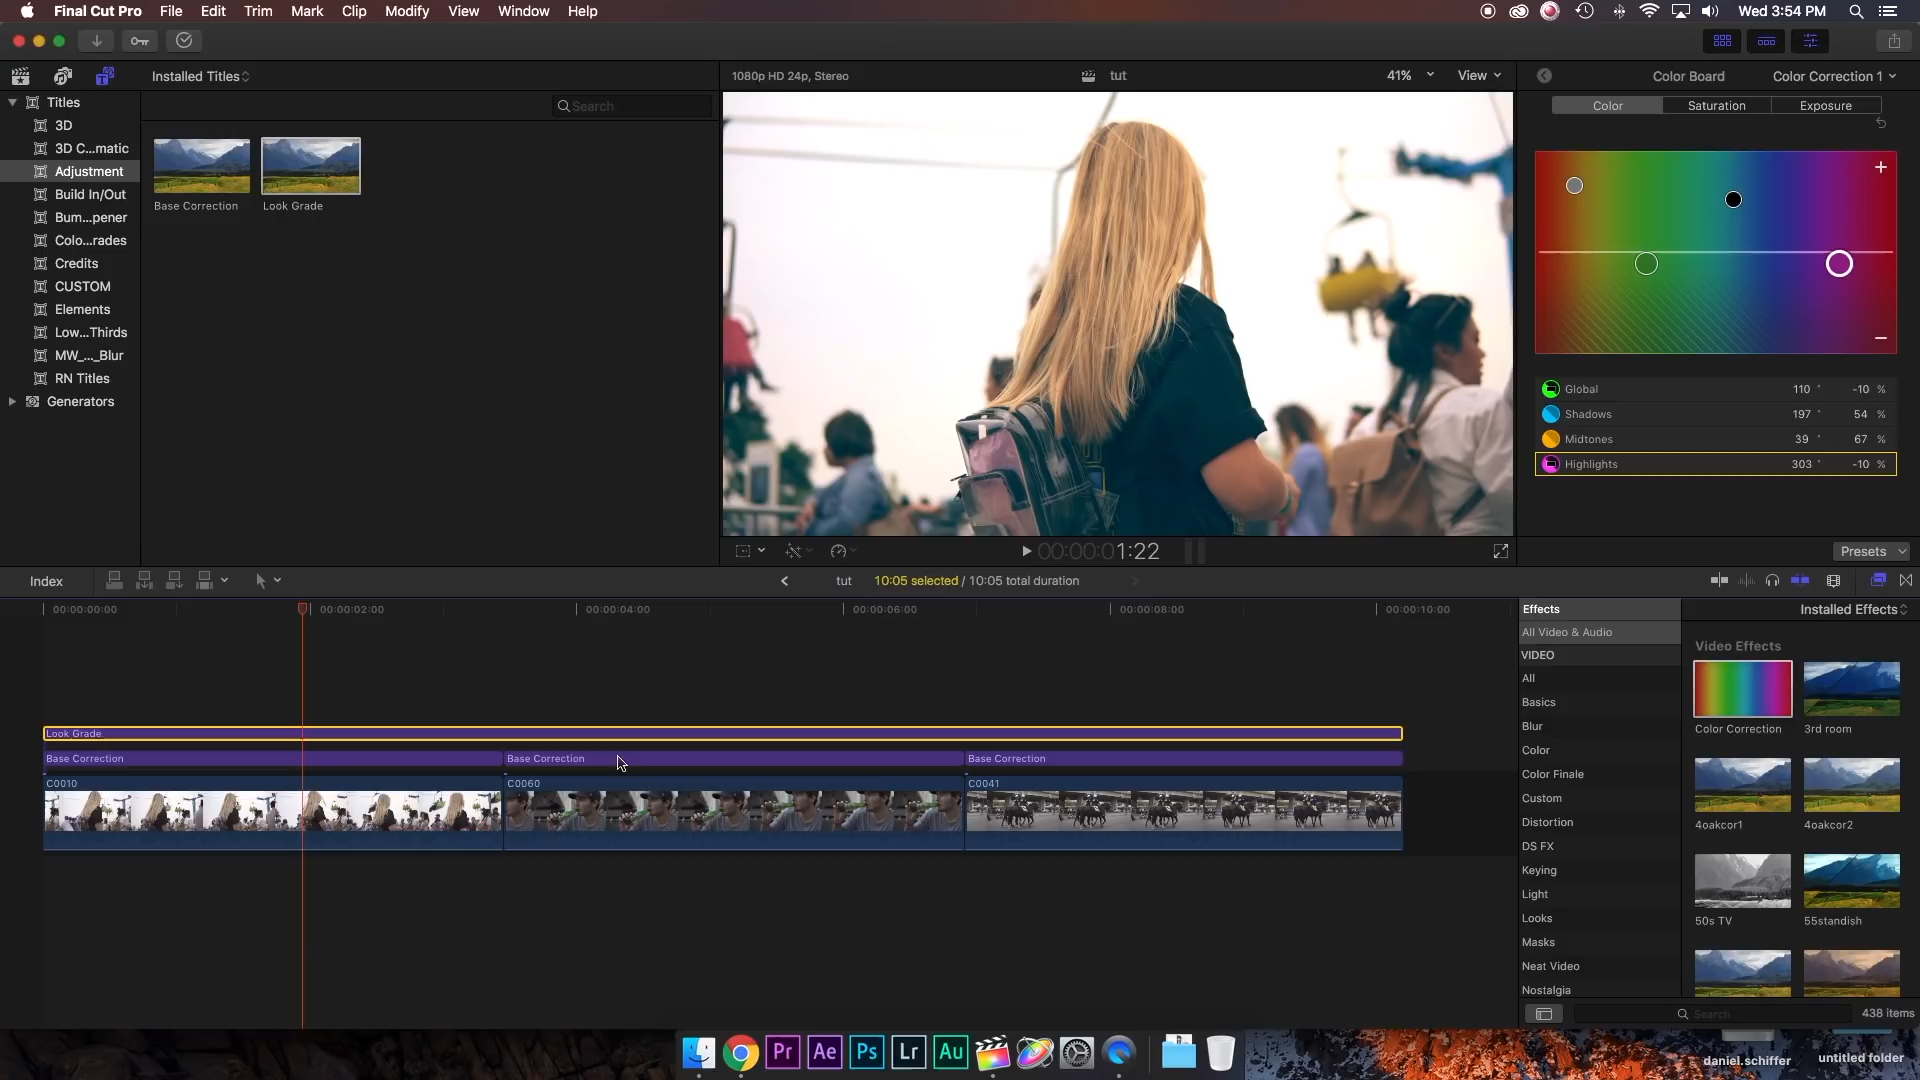 Final Cut Pro File Edit Trim Mark Clip Modify View Window Help Wed 3:54 PM
Installed Titles 1080p HD 24p, Stereo tut 41% View Color Board Color Correction 1
Titles
3D
3D C...matic
Adjustment
Build In/Out
Bum...pener
Colo...rades
Credits
CUSTOM
Elements
Low...Thirds
MW_..._Blur
RN Titles
Generators
Search
Base Correction Look Grade
Color Saturation Exposure
+
−
Global 110 ° -10 %
Shadows 197 ° 54 %
Midtones 39 ° 67 %
Highlights 303 ° -10 %
00:00:01:22
Presets
Index tut 10:05 selected / 10:05 total duration
00:00:00:00 00:00:02:00 00:00:04:00 00:00:06:00 00:00:08:00 00:00:10:00
Look Grade
Base Correction Base Correction Base Correction
C0010 C0060 C0041
Effects Installed Effects
All Video & Audio
VIDEO
All
Basics
Blur
Color
Color Finale
Custom
Distortion
DS FX
Keying
Light
Looks
Masks
Neat Video
Nostalgia
Video Effects
Color Correction 3rd room
4oakcor1 4oakcor2
50s TV 55standish
Search 438 items
Pr Ae Ps Lr Au
daniel.schiffer untitled folder